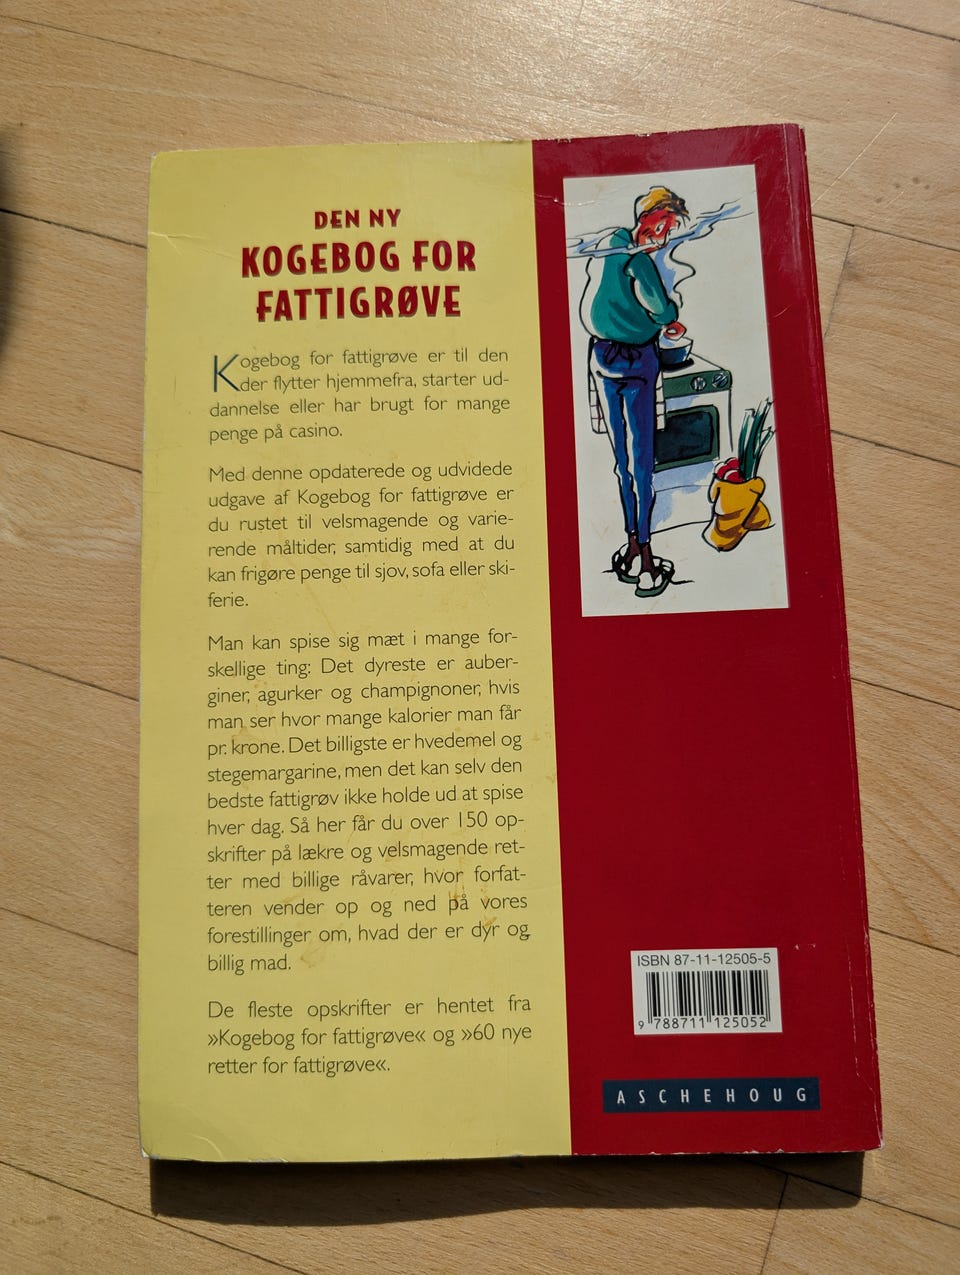 DEN NY
KOGEBOG FOR
FATTIGRØVE
Kogebog for fattigrøve er til den
der flytter hjemmefra, starter ud-
dannelse eller har brugt for mange
penge på casino.
Med denne opdaterede og udvidede
udgave af Kogebog for fattigrøve er
du rustet til velsmagende og varie-
rende måltider, samtidig med at du
kan frigøre penge til sjov, sofa eller ski-
ferie.
Man kan spise sig mæt i mange for-
skellige ting: Det dyreste er auber-
giner, agurker og champignoner, hvis
man ser hvor mange kalorier man får
pr. krone. Det billigste er hvedemel og
stegemargarine, men det kan selv den
bedste fattigrøv ikke holde ud at spise
hver dag. Så her får du over 150 op-
skrifter på lækre og velsmagende ret-
ter med billige råvarer, hvor forfat-
teren vender op og ned på vores
forestillinger om, hvad der er dyr og
billig mad.
De fleste opskrifter er hentet fra
»Kogebog for fattigrøve« og »60 nye
retter for fattigrøve«.
ISBN 87-11-12505-5
9 788711 125052
ASCHEHOUG